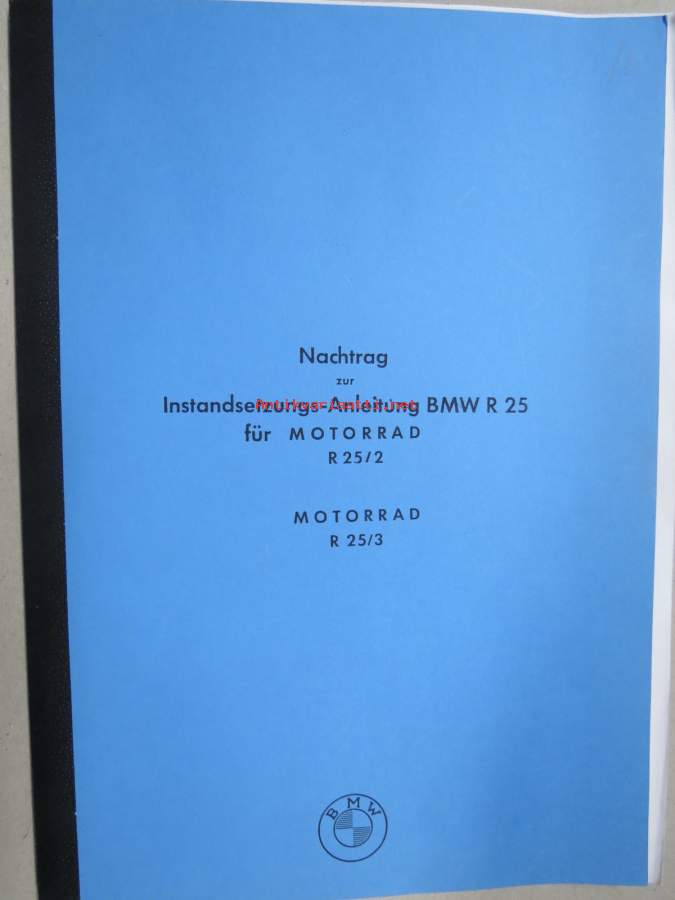 Nachtrag
zur
Instandsetzungs-Anleitung BMW R 25
für MOTORRAD
R 25/2
MOTORRAD
R 25/3
BMW